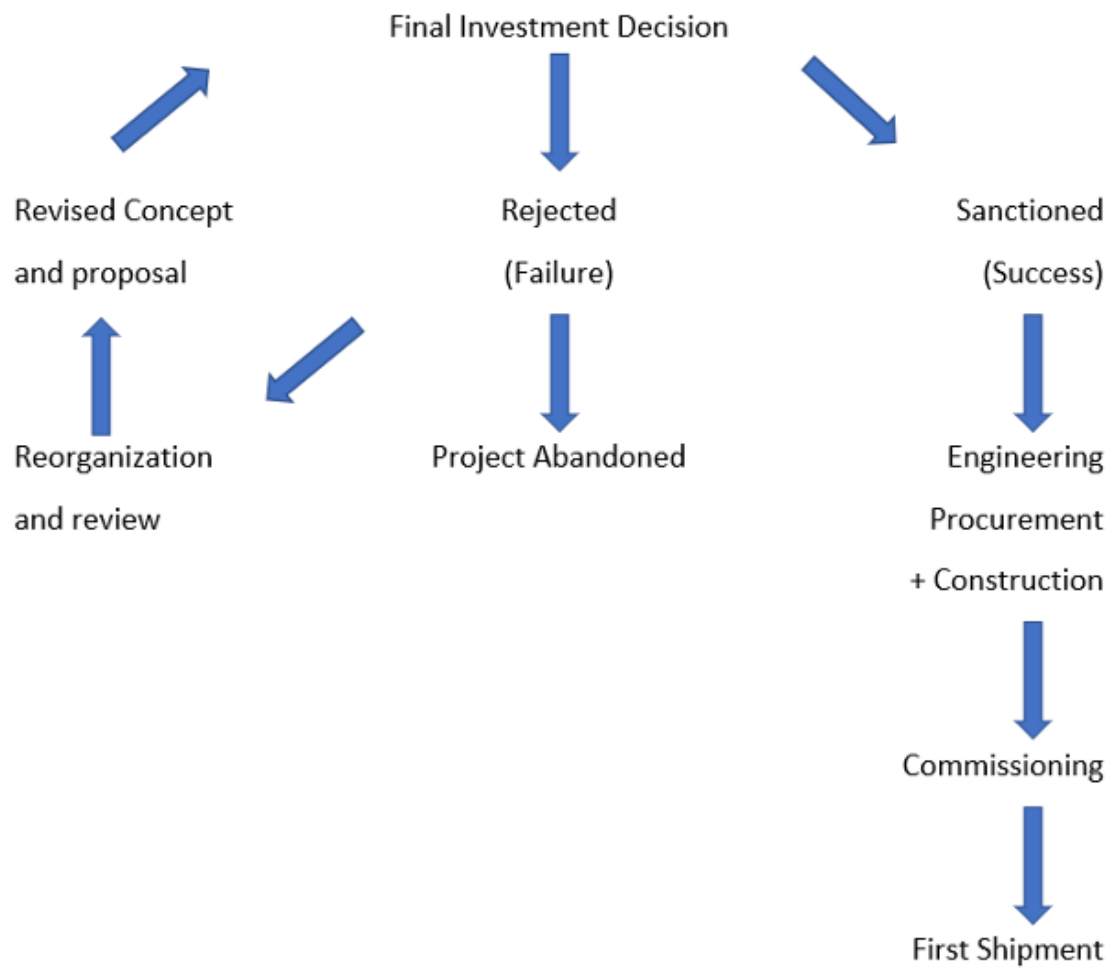 Final Investment Decision
Revised Concept
and proposal
Rejected
(Failure)
Sanctioned
(Success)
Reorganization
and review
Project Abandoned
Engineering
Procurement
+ Construction
Commissioning
First Shipment